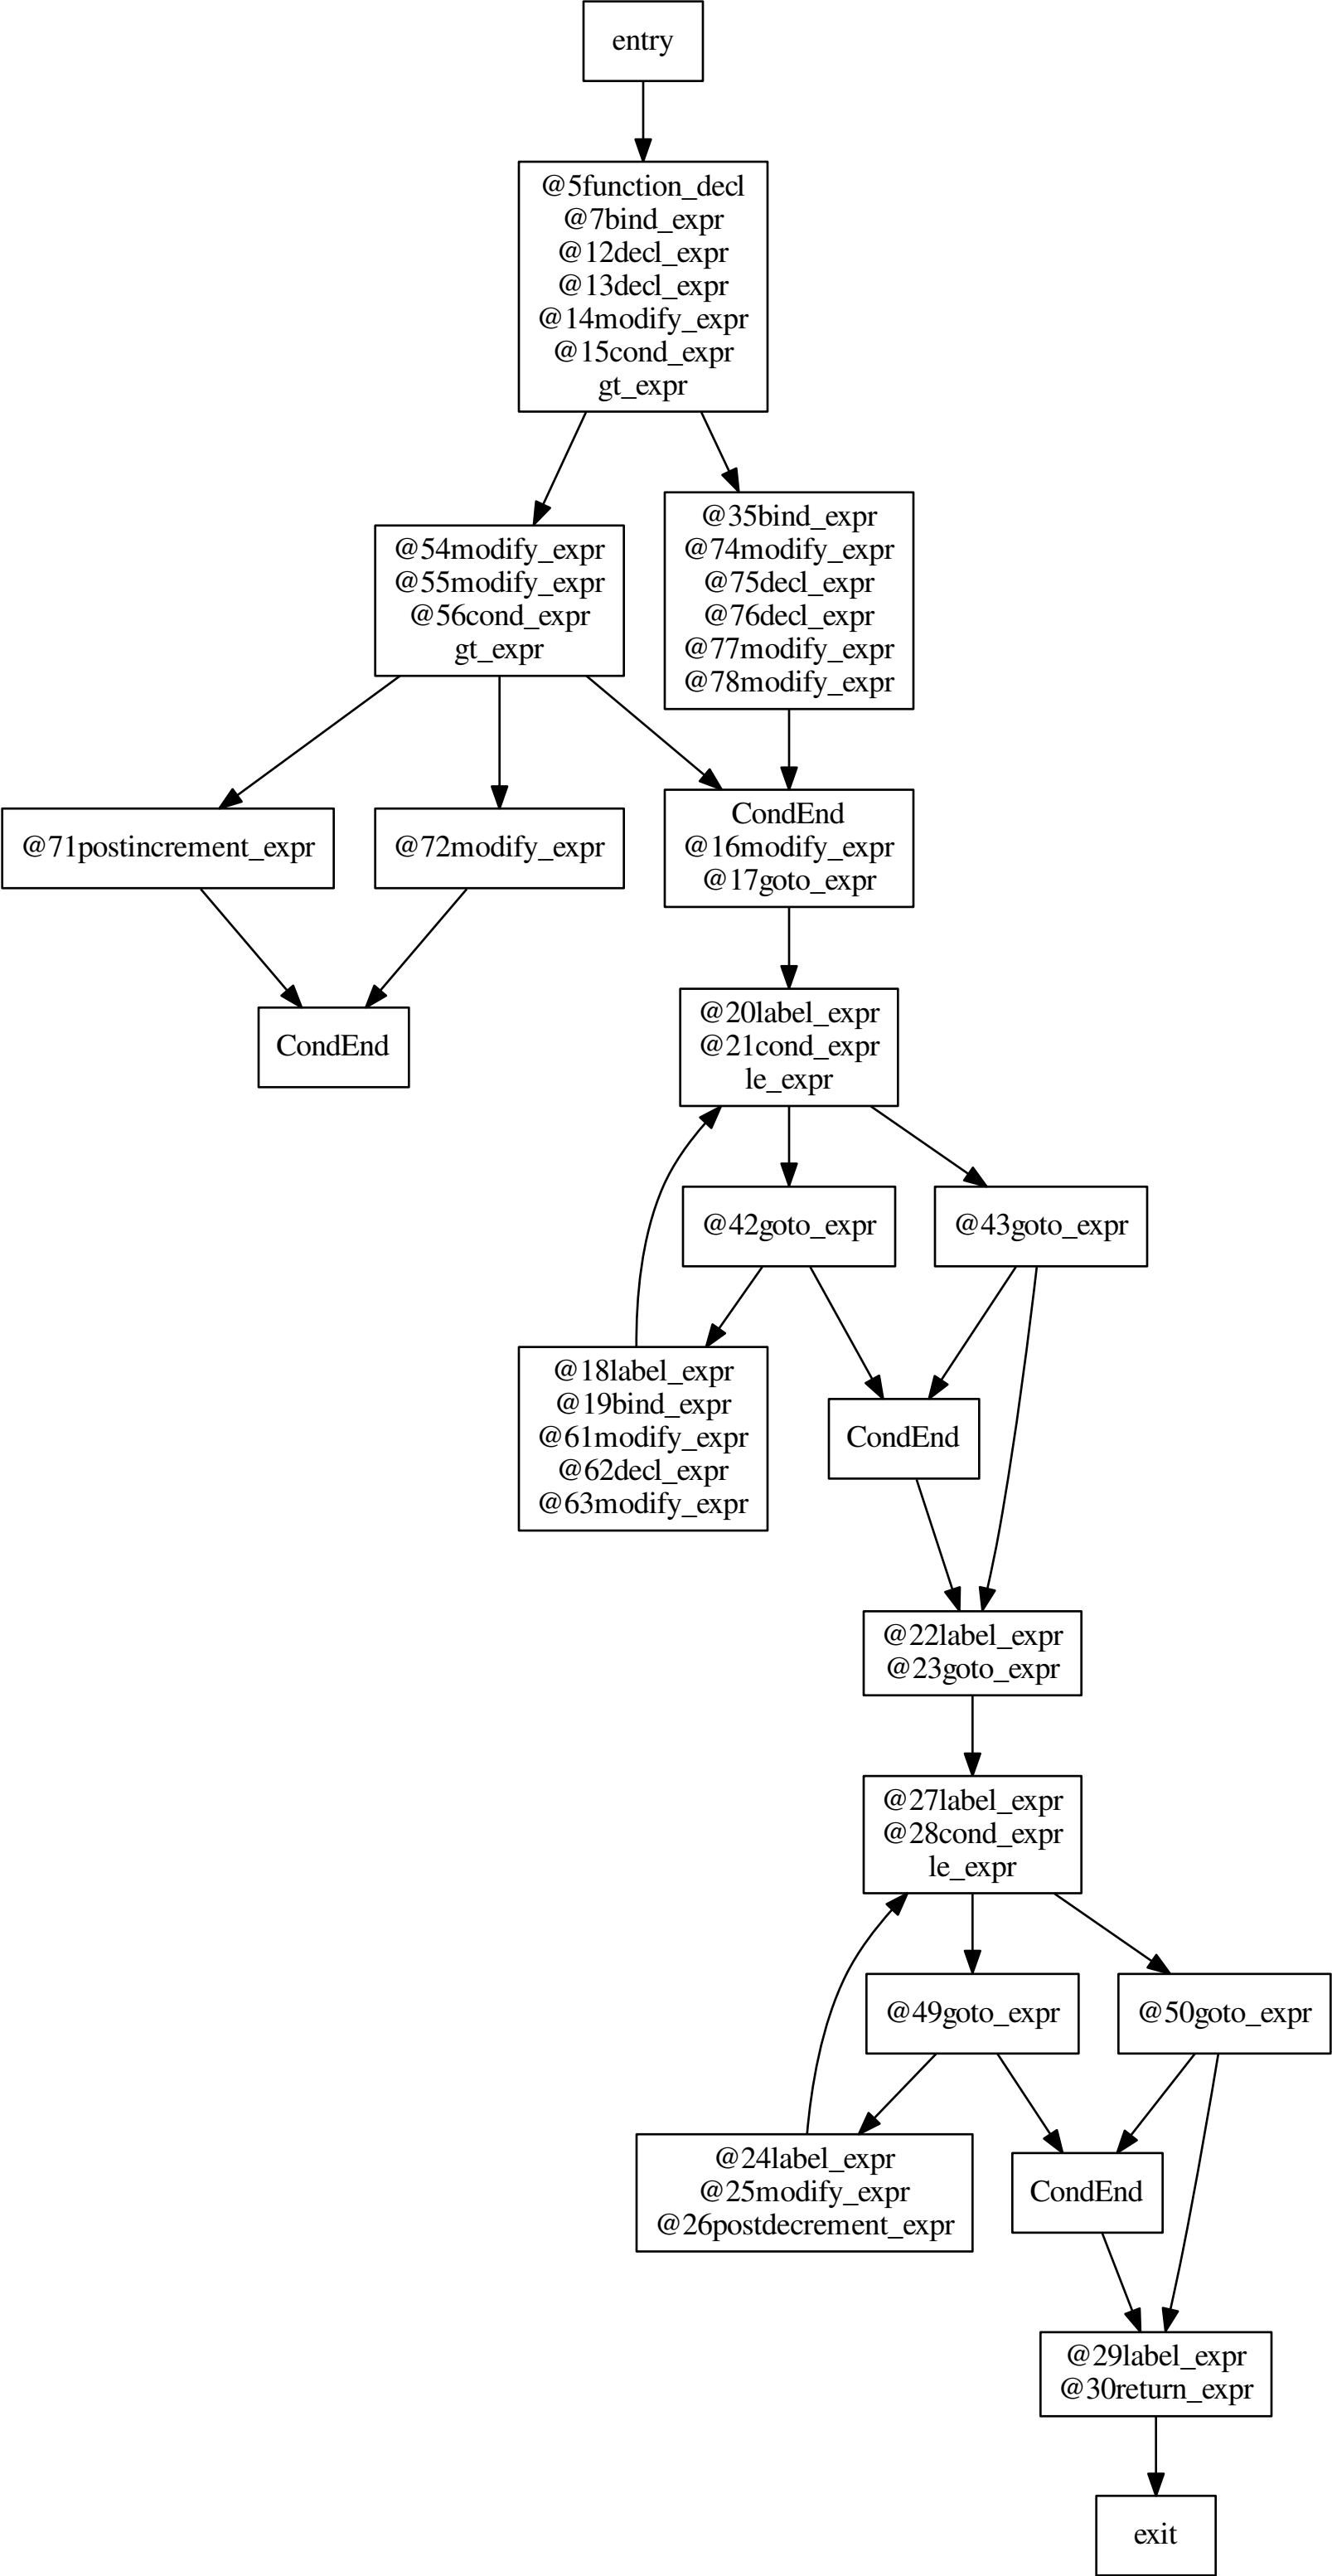 entry
@5function_decl
@7bind_expr
@12decl_expr
@13decl_expr
@14modify_expr
@15cond_expr
gt_expr
@54modify_expr
@55modify_expr
@56cond_expr
gt_expr
@35bind_expr
@74modify_expr
@75decl_expr
@76decl_expr
@77modify_expr
@78modify_expr
@71postincrement_expr
@72modify_expr
CondEnd
@16modify_expr
@17goto_expr
CondEnd
@20label_expr
@21cond_expr
le_expr
@42goto_expr
@43goto_expr
@18label_expr
@19bind_expr
@61modify_expr
@62decl_expr
@63modify_expr
CondEnd
@22label_expr
@23goto_expr
@27label_expr
@28cond_expr
le_expr
@49goto_expr
@50goto_expr
@24label_expr
@25modify_expr
@26postdecrement_expr
CondEnd
@29label_expr
@30return_expr
exit